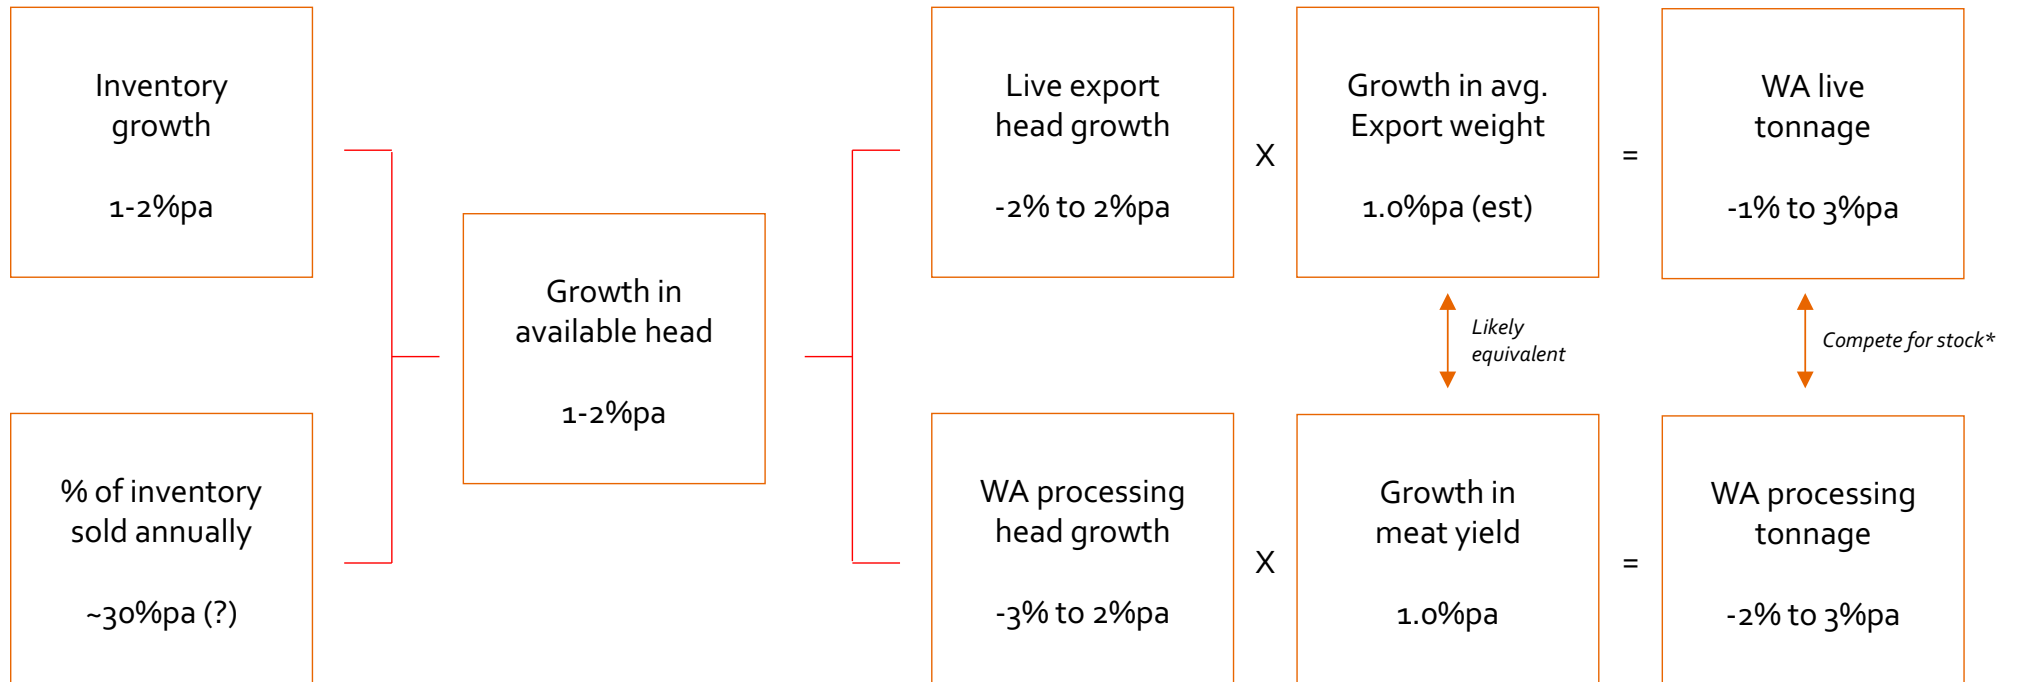 Inventory
growth
1-2%pa
% of inventory
sold annually
~30%pa (?)
Growth in
available head
1-2%pa
Live export
head growth
-2% to 2%pa
X
Growth in avg.
Export weight
1.0%pa (est)
=
WA live
tonnage
-1% to 3%pa
Likely
equivalent
Compete for stock*
WA processing
head growth
-3% to 2%pa
X
Growth in
meat yield
1.0%pa
=
WA processing
tonnage
-2% to 3%pa